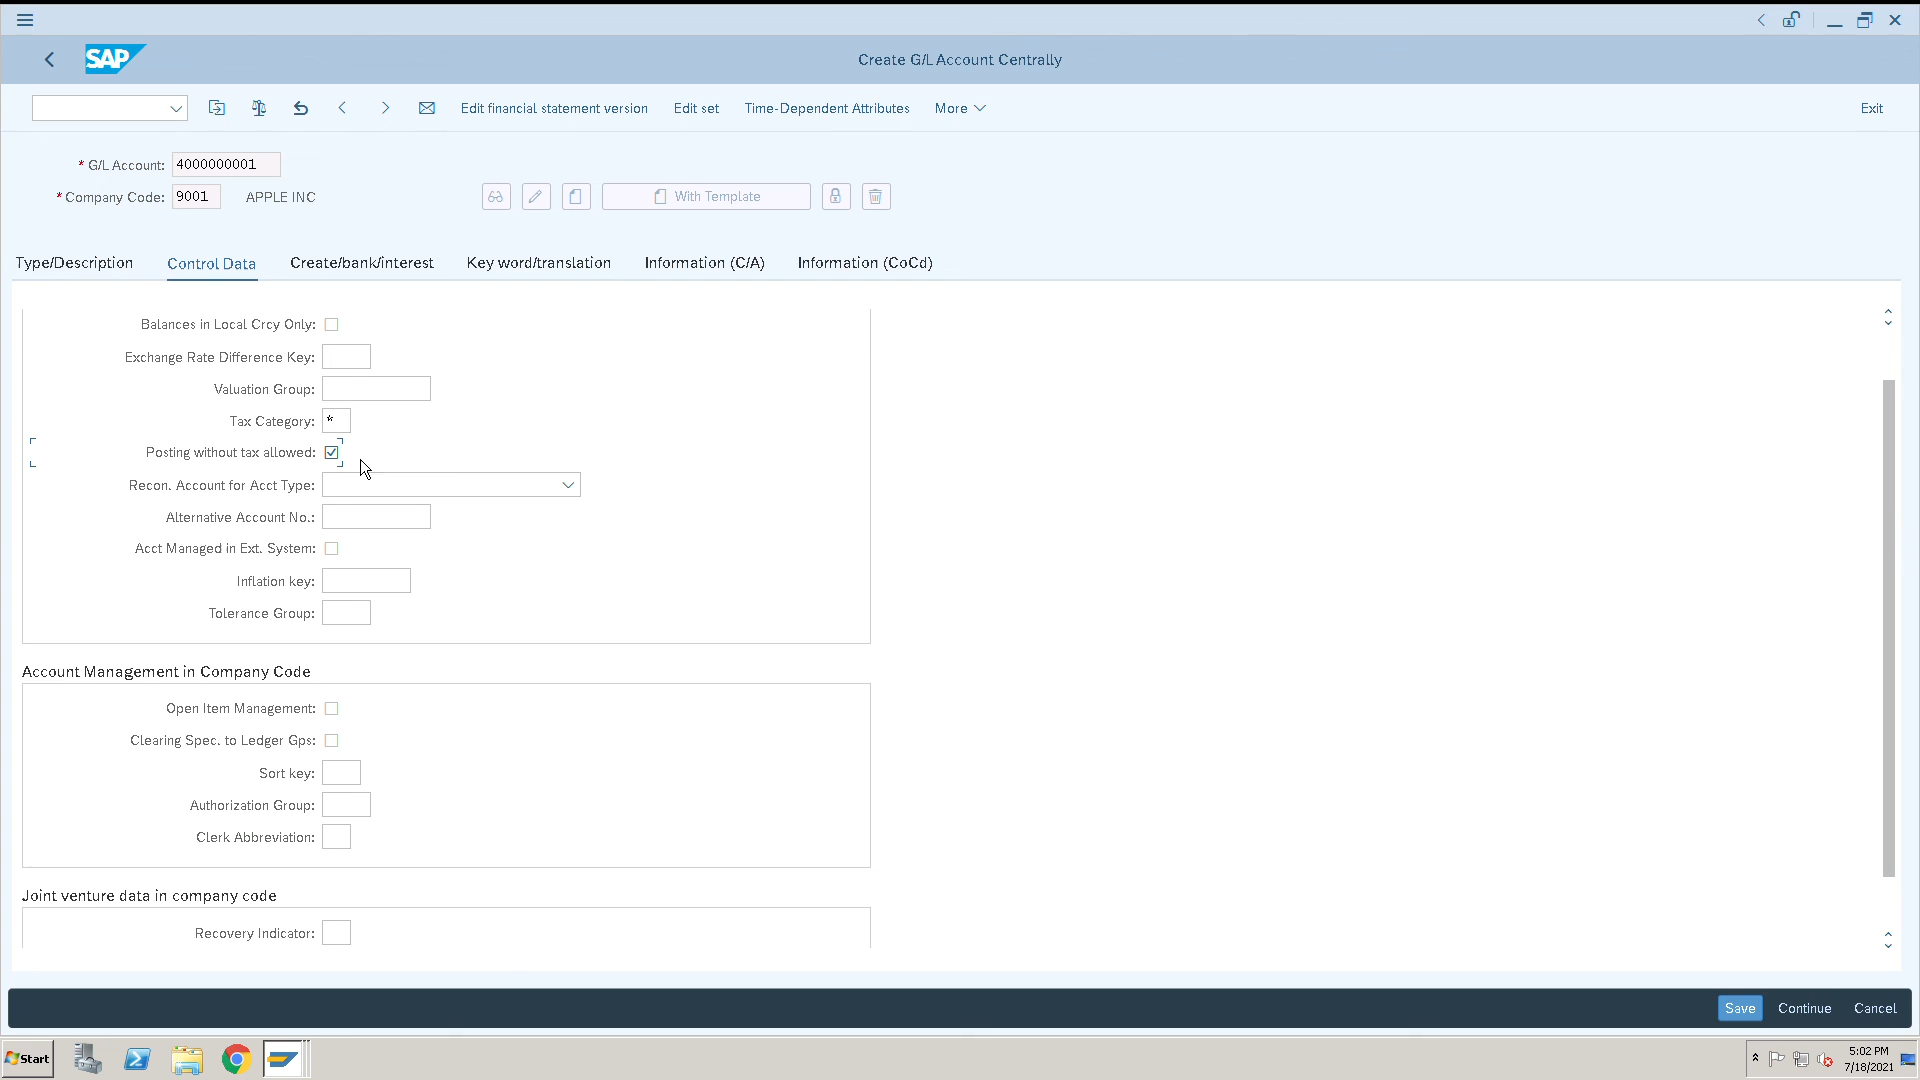 SAP
Create G/L Account Centrally
Edit financial statement version Edit set Time-Dependent Attributes More Exit
* G/L Account: 4000000001
* Company Code: 9001 APPLE INC With Template
Type/Description Control Data Create/bank/interest Key word/translation Information (C/A) Information (CoCd)
Balances in Local Crcy Only:
Exchange Rate Difference Key:
Valuation Group:
Tax Category: *
Posting without tax allowed:
Recon. Account for Acct Type:
Alternative Account No.:
Acct Managed in Ext. System:
Inflation key:
Tolerance Group:
Account Management in Company Code
Open Item Management:
Clearing Spec. to Ledger Gps:
Sort key:
Authorization Group:
Clerk Abbreviation:
Joint venture data in company code
Recovery Indicator:
Save Continue Cancel
Start
5:02 PM
7/18/2021